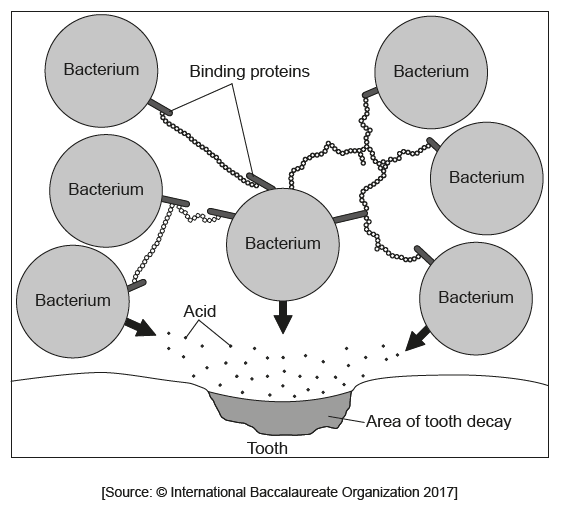 Bacterium
Binding proteins
Bacterium
Bacterium
Bacterium
Bacterium
Bacterium
Bacterium
Acid
Area of tooth decay
Tooth
[Source: © International Baccalaureate Organization 2017]